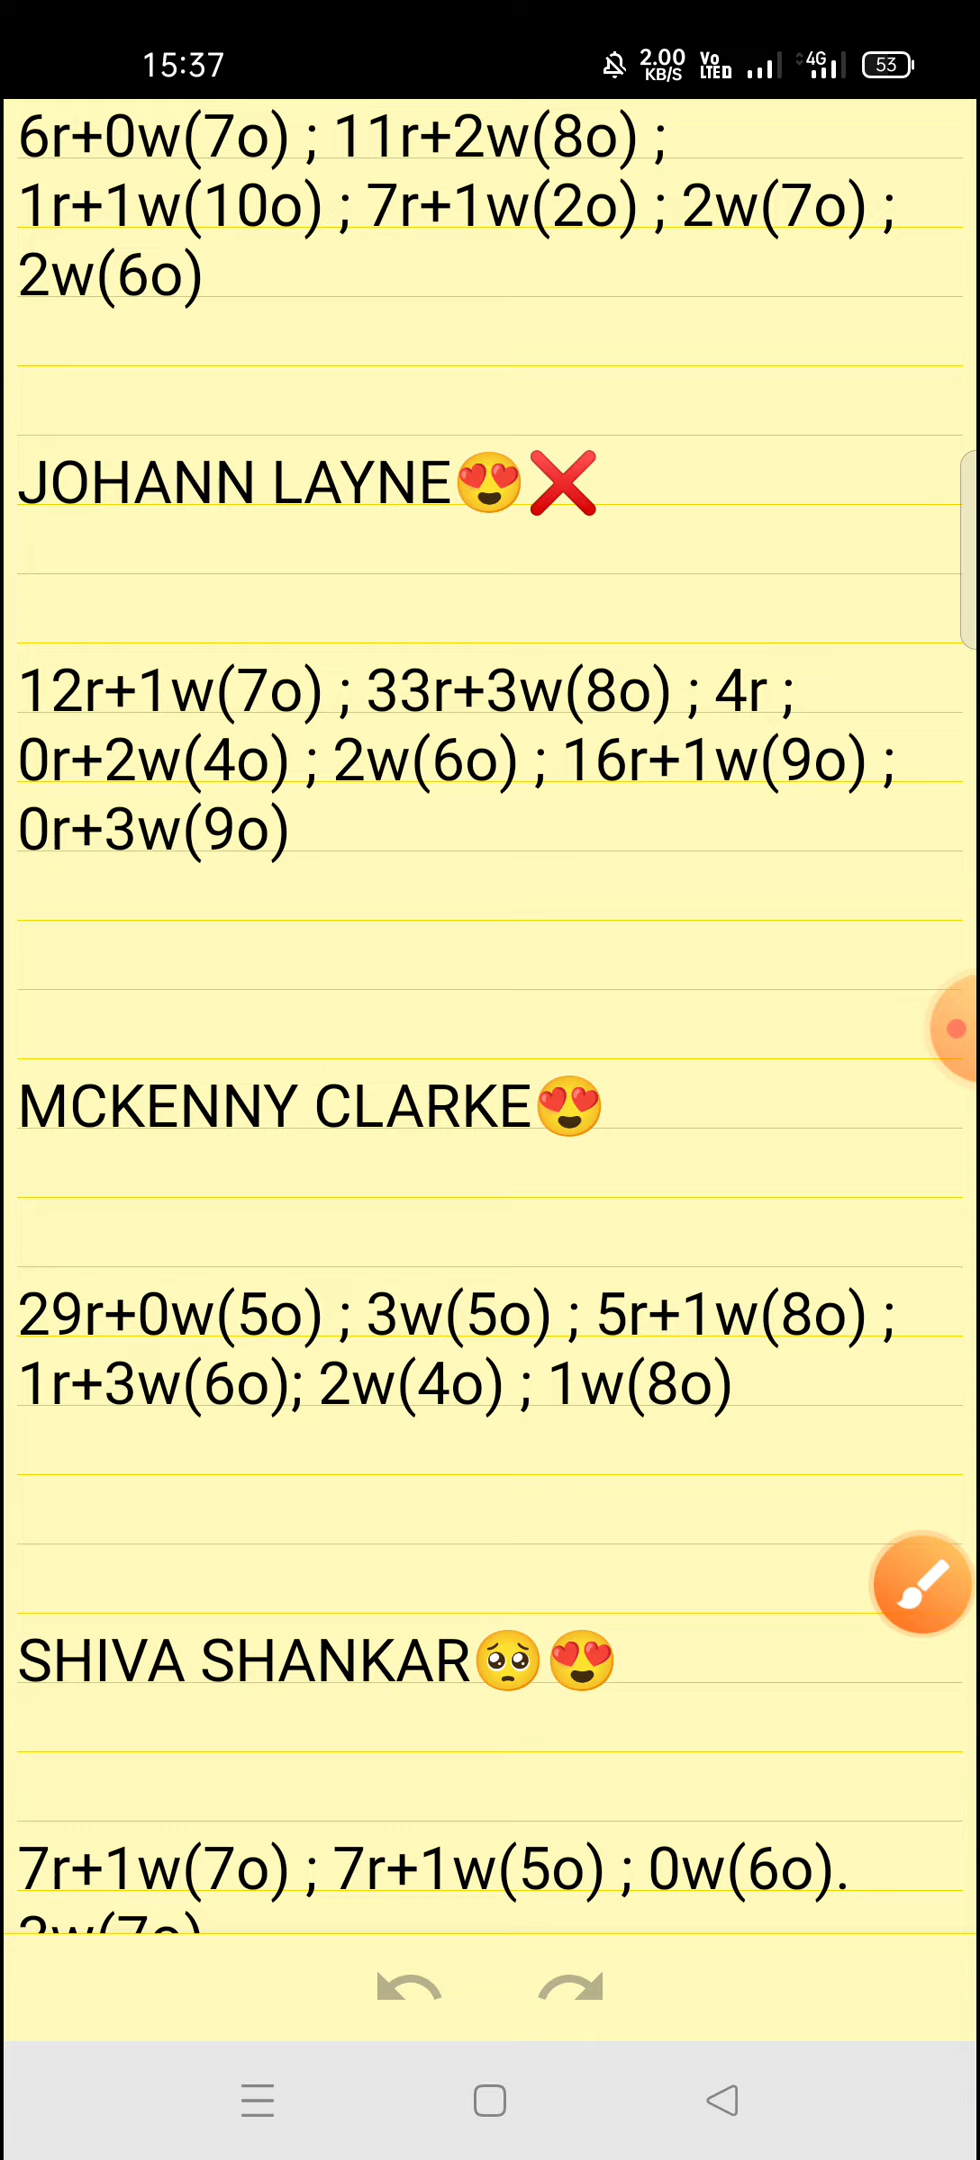 15:37 2.00 KB/S Vo LTED 4G 53
6r+0w(7o) ; 11r+2w(8o) ;
1r+1w(10o) ; 7r+1w(2o) ; 2w(7o) ;
2w(6o)
JOHANN LAYNE😍❌
12r+1w(7o) ; 33r+3w(8o) ; 4r ;
0r+2w(4o) ; 2w(6o) ; 16r+1w(9o) ;
0r+3w(9o)
MCKENNY CLARKE😍
29r+0w(5o) ; 3w(5o) ; 5r+1w(8o) ;
1r+3w(6o); 2w(4o) ; 1w(8o)
SHIVA SHANKAR🥺😍
7r+1w(7o) ; 7r+1w(5o) ; 0w(6o).